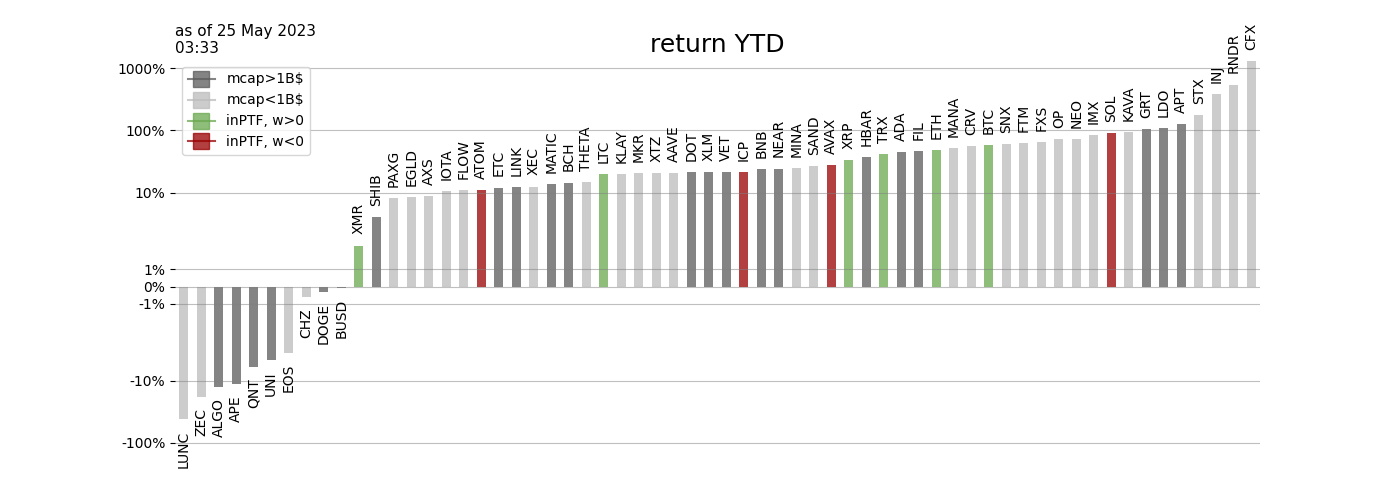 as of 25 May 2023
03:33
return YTD
mcap>1B$
mcap<1B$
inPTF, w>0
inPTF, w<0
1000%
100%
10%
1%
0%
-1%
-10%
-100%
LUNC
ZEC
ALGO
APE
QNT
UNI
EOS
CHZ
DOGE
BUSD
XMR
SHIB
PAXG
EGLD
AXS
IOTA
FLOW
ATOM
ETC
LINK
XEC
MATIC
BCH
THETA
LTC
KLAY
MKR
XTZ
AAVE
DOT
XLM
VET
ICP
BNB
NEAR
MINA
SAND
AVAX
XRP
HBAR
TRX
ADA
FIL
ETH
MANA
CRV
BTC
SNX
FTM
FXS
OP
NEO
IMX
SOL
KAVA
GRT
LDO
APT
STX
INJ
RNDR
CFX